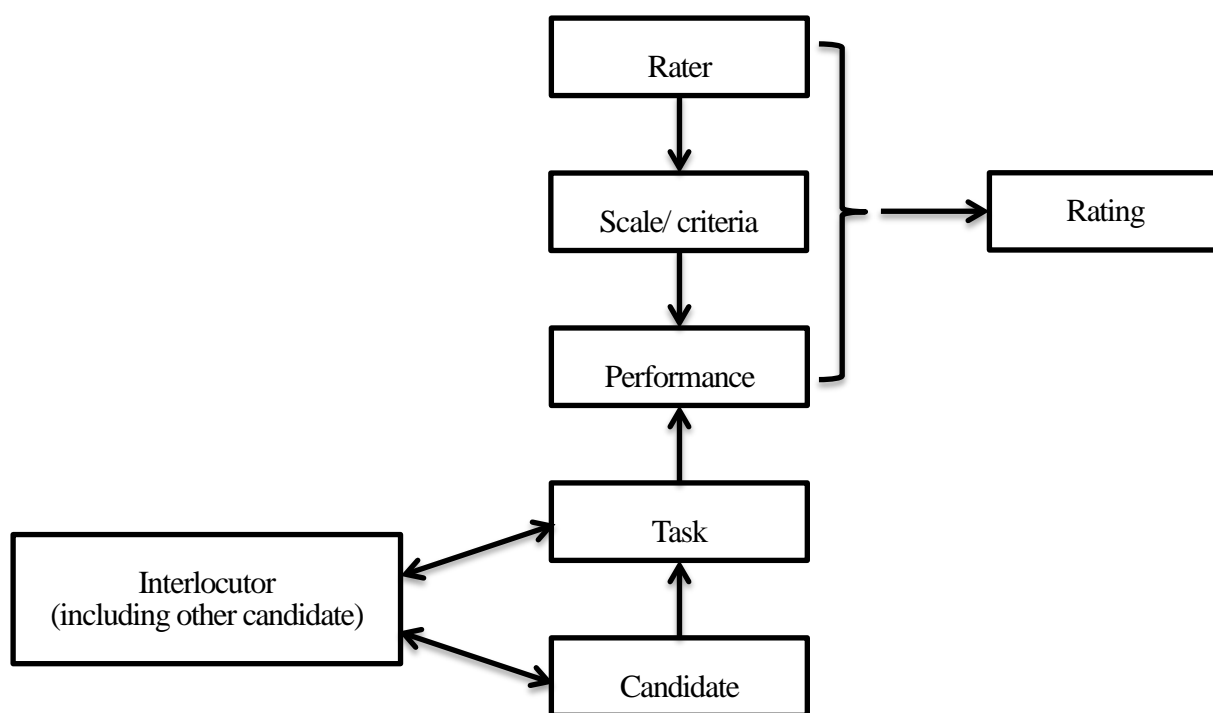 Rater
Scale/ criteria
Rating
Performance
Task
Interlocutor
(including other candidate)
Candidate